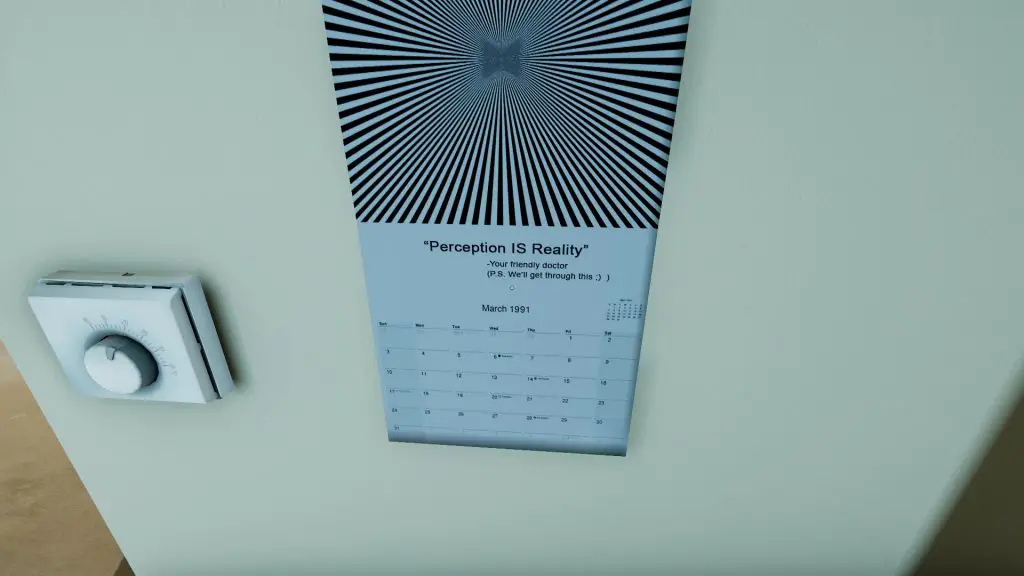 “Perception IS Reality”
-Your friendly doctor
(P.S. We'll get through this ;) )
March 1991
Sun Mon Tue Wed Thu Fri Sat
1 2
3 4 5 6 7 8 9
10 11 12 13 14 15 16
17 18 19 20 21 22 23
24 25 26 27 28 29 30
31